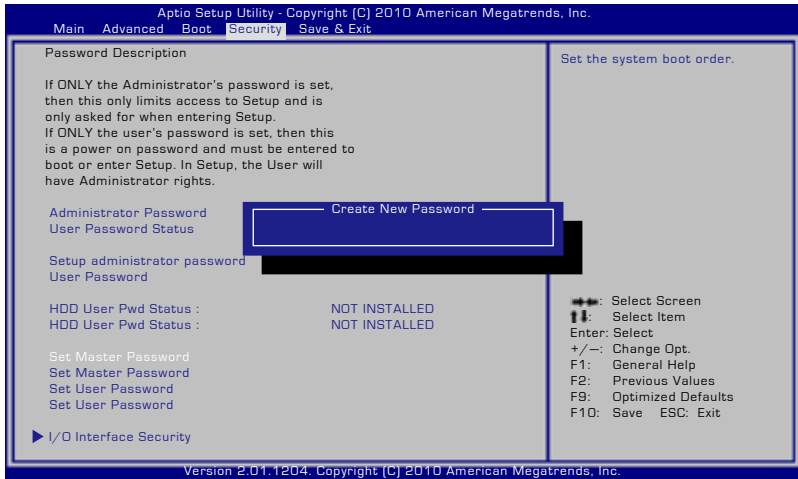 Aptio Setup Utility - Copyright (C) 2010 American Megatrends, Inc.
Main Advanced Boot Security Save & Exit
Password Description
If ONLY the Administrator's password is set,
then this only limits access to Setup and is
only asked for when entering Setup.
If ONLY the user's password is set, then this
is a power on password and must be entered to
boot or enter Setup. In Setup, the User will
have Administrator rights.
Administrator Password
User Password Status
Create New Password
Setup administrator password
User Password
HDD User Pwd Status : NOT INSTALLED
HDD User Pwd Status : NOT INSTALLED
Set Master Password
Set Master Password
Set User Password
Set User Password
I/O Interface Security
Set the system boot order.
: Select Screen
: Select Item
Enter: Select
+/—: Change Opt.
F1: General Help
F2: Previous Values
F9: Optimized Defaults
F10: Save ESC: Exit
Version 2.01.1204. Copyright (C) 2010 American Megatrends, Inc.